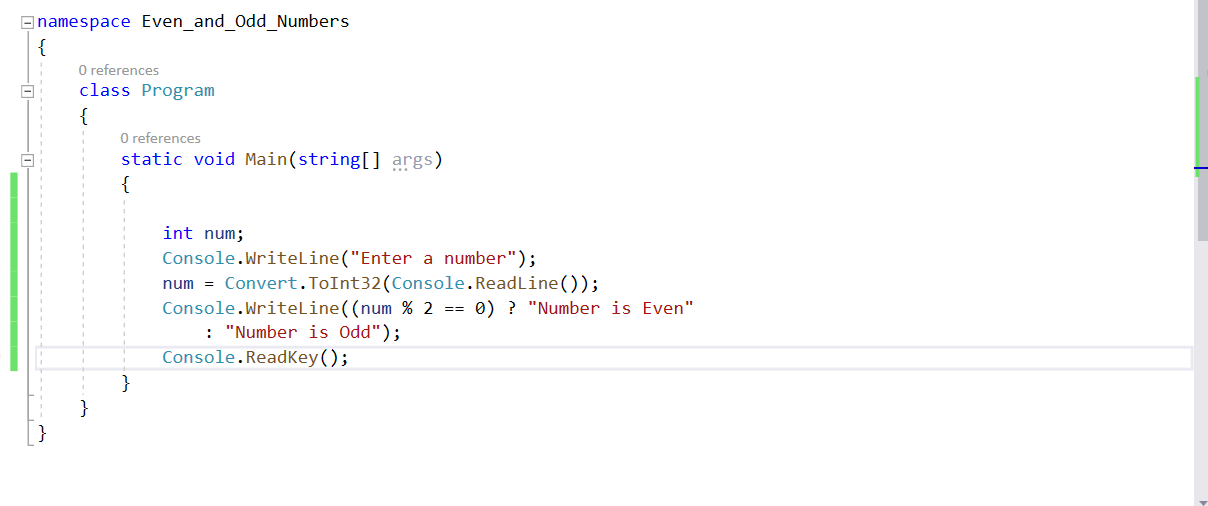 namespace Even_and_Odd_Numbers
{
0 references
class Program
{
0 references
static void Main(string[] args)
{
int num;
Console.WriteLine("Enter a number");
num = Convert.ToInt32(Console.ReadLine());
Console.WriteLine((num % 2 == 0) ? "Number is Even"
: "Number is Odd");
Console.ReadKey();
}
}
}